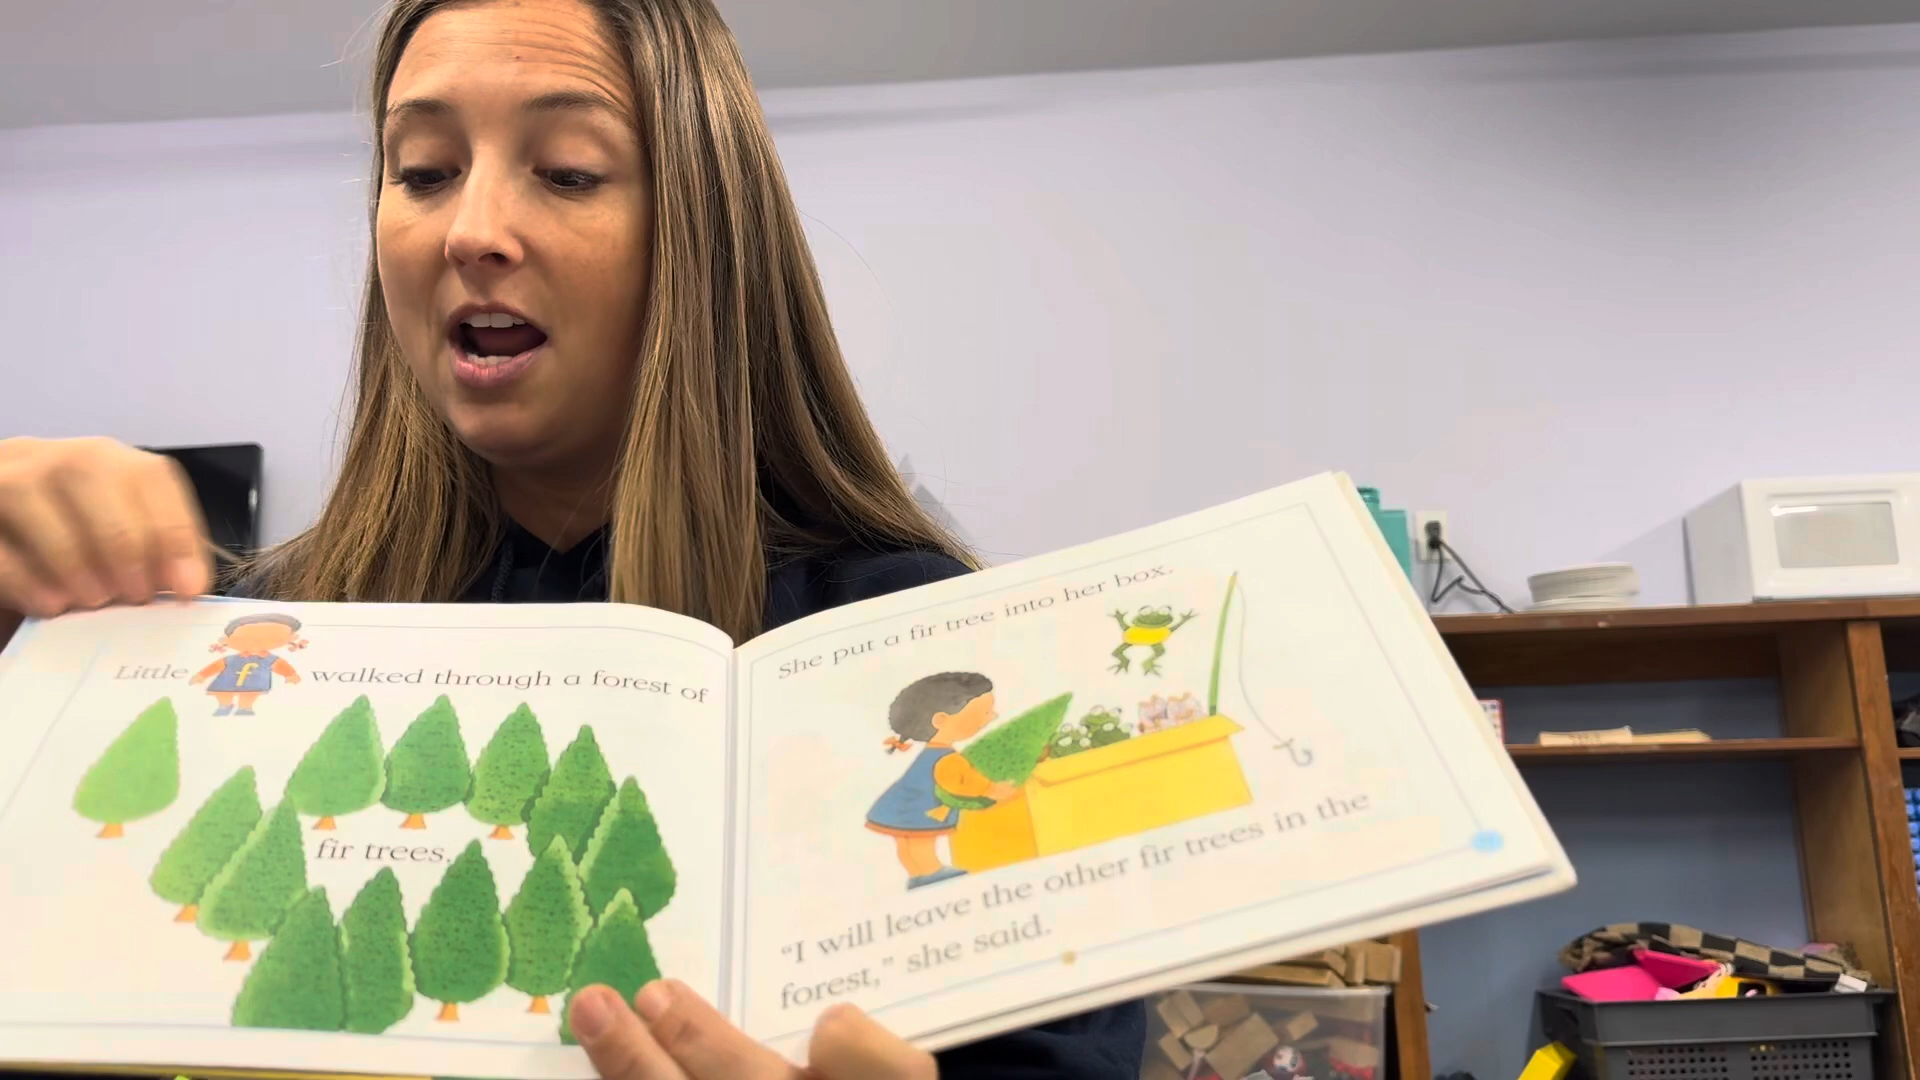 Little f walked through a forest of
fir trees.
She put a fir tree into her box.
"I will leave the other fir trees in the
forest," she said.